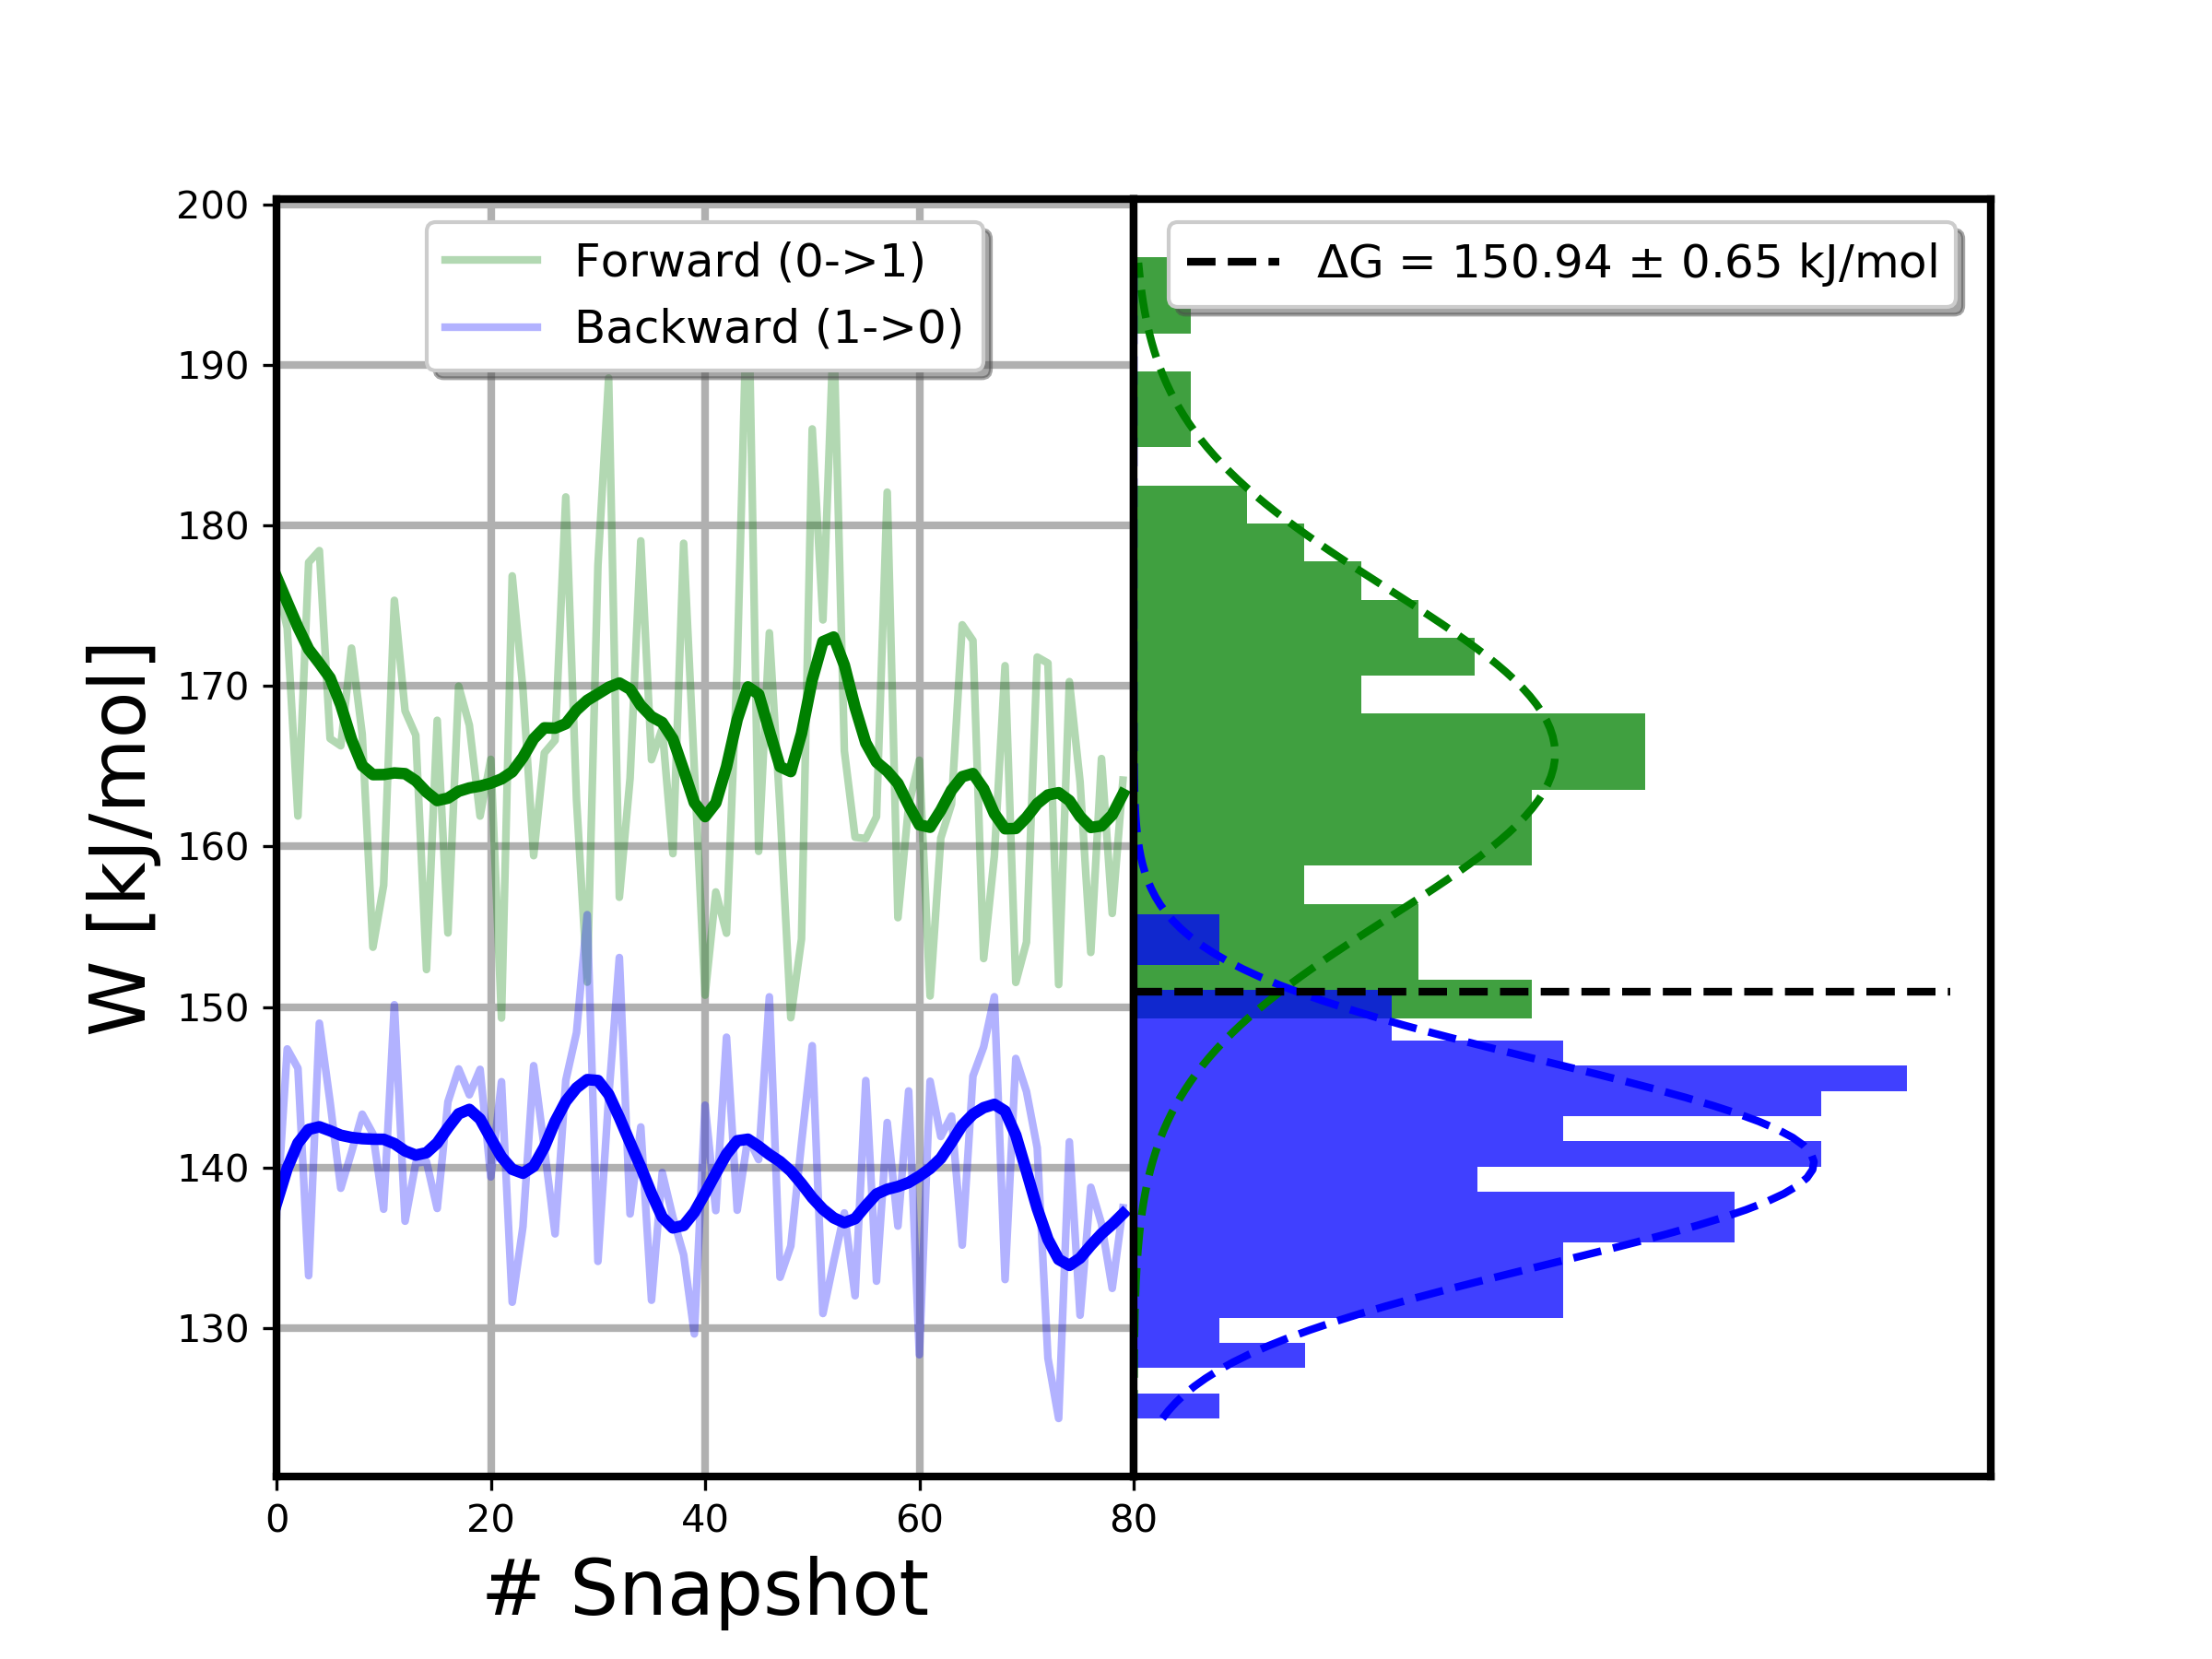 Forward (0->1)
Backward (1->0)
ΔG = 150.94 ± 0.65 kJ/mol
W [kJ/mol]
200
190
180
170
160
150
140
130
0 20 40 60 80
# Snapshot